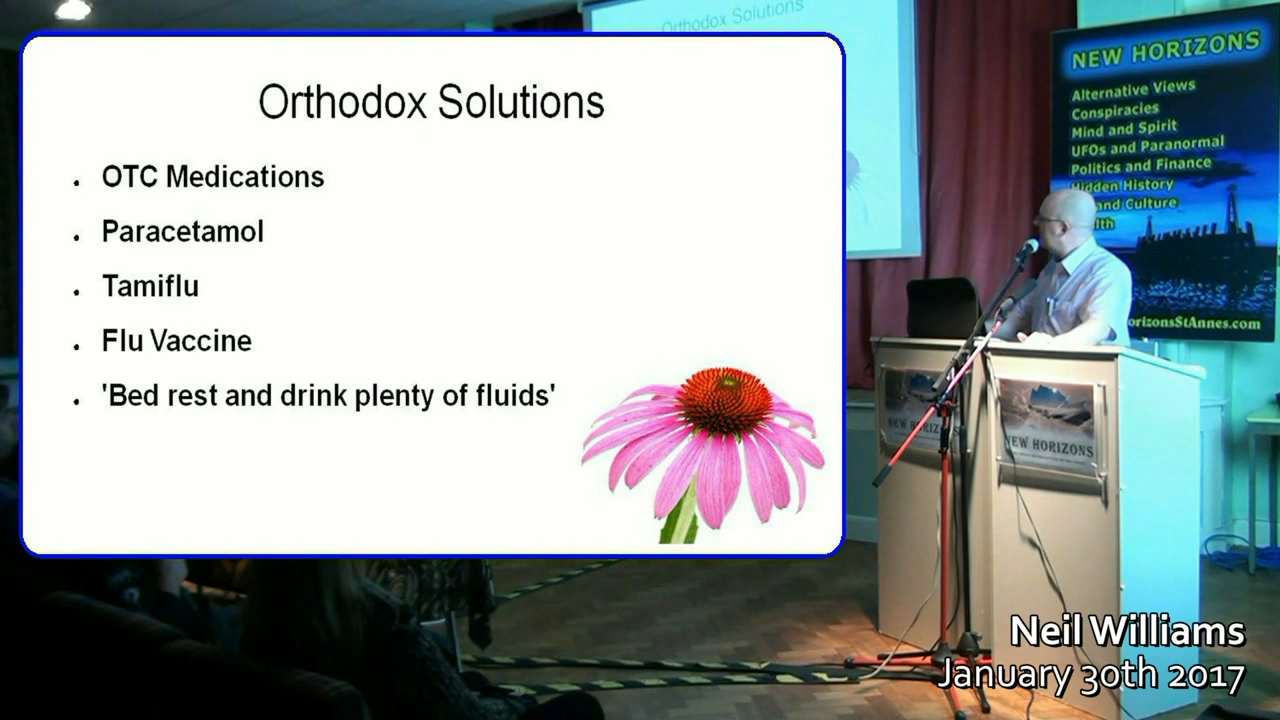 Orthodox Solutions
Orthodox Solutions
OTC Medications
Paracetamol
Tamiflu
Flu Vaccine
'Bed rest and drink plenty of fluids'
NEW HORIZONS
Alternative Views
Conspiracies
Mind and Spirit
UFOs and Paranormal
Politics and Finance
Hidden History
and Culture
orizonsStAnnes.com
NEW HORIZONS
NEW HORIZONS
Neil Williams
January 30th 2017